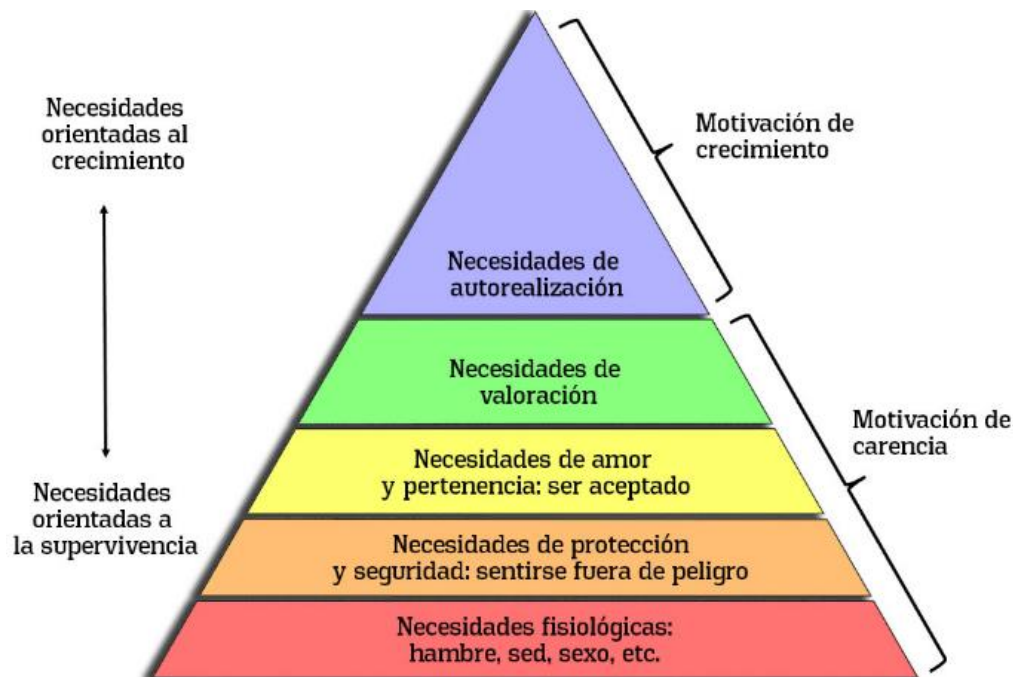 Necesidades
orientadas al
crecimiento
Motivación de
crecimiento
Necesidades de
autorealización
Necesidades de
valoración
Motivación de
carencia
Necesidades de amor
y pertenencia: ser aceptado
Necesidades
orientadas a
la supervivencia
Necesidades de protección
y seguridad: sentirse fuera de peligro
Necesidades fisiológicas:
hambre, sed, sexo, etc.